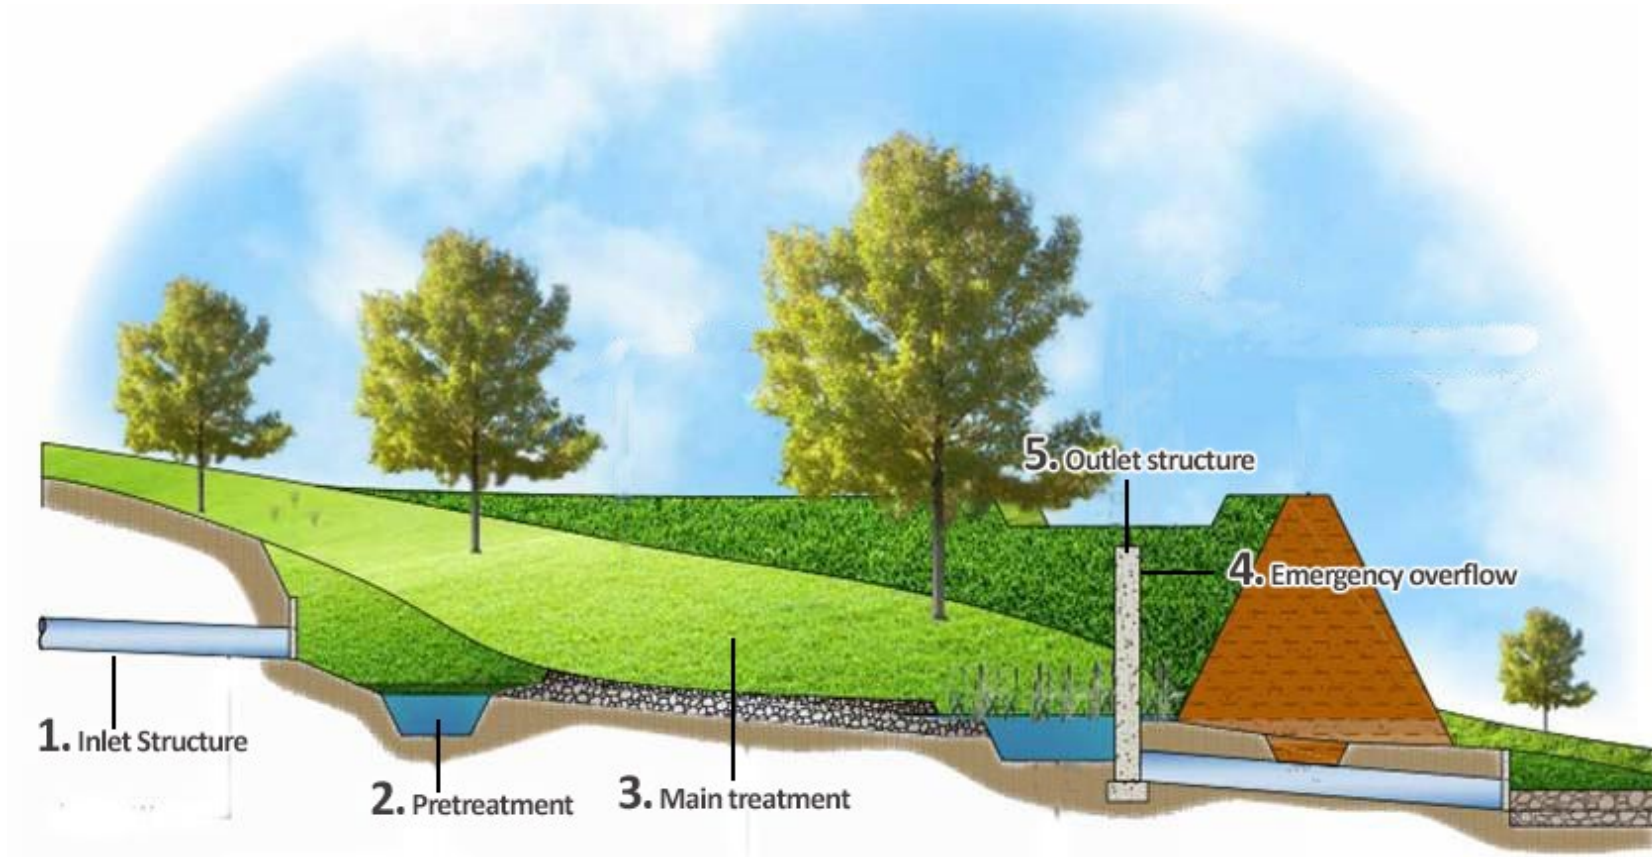 5. Outlet structure
4. Emergency overflow
1. Inlet Structure
2. Pretreatment
3. Main treatment